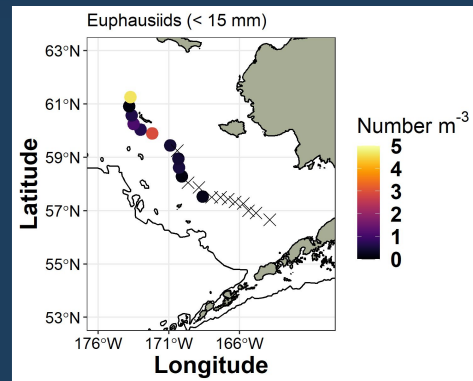 Euphausiids (< 15 mm)
63°N
61°N
59°N
57°N
55°N
53°N
Latitude
176°W 171°W 166°W
Longitude
Number m⁻³
5
4
3
2
1
0